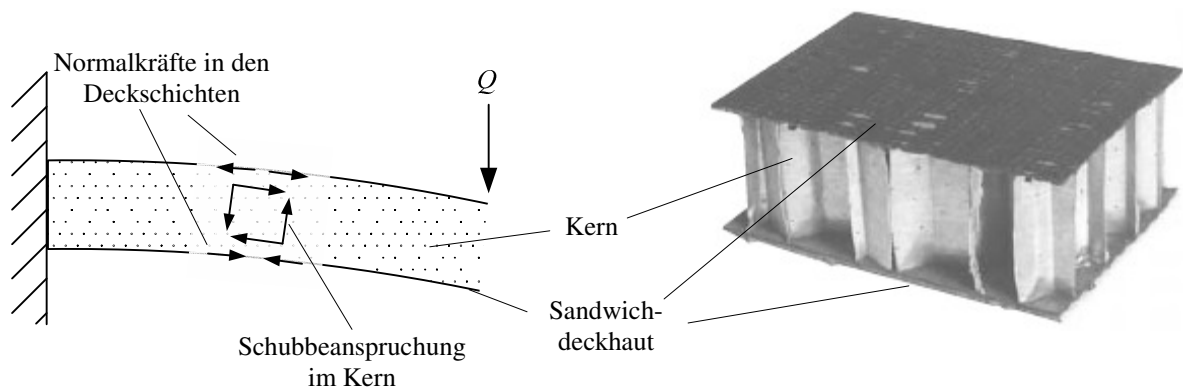 Normalkräfte in den
Deckschichten
Q
Kern
Sandwich-
deckhaut
Schubbeanspruchung
im Kern